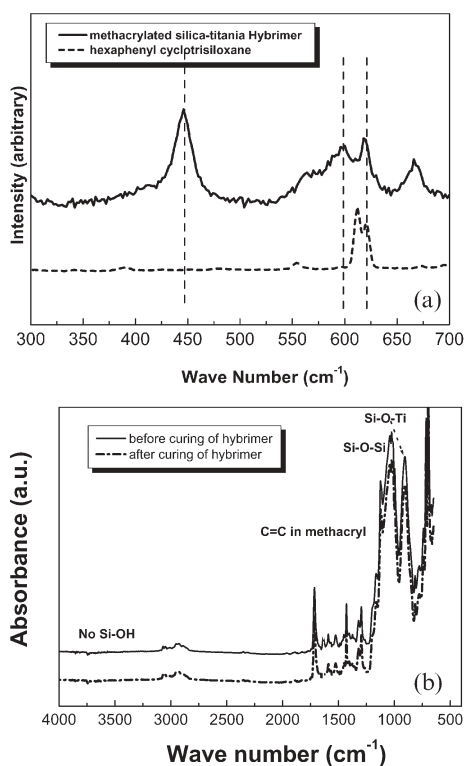 methacrylated silica-titania Hybrimer
hexaphenyl cyclptrisiloxane
Intensity (arbitrary)
(a)
300 350 400 450 500 550 600 650 700
Wave Number (cm-1)
Si-O-Ti
before curing of hybrimer
after curing of hybrimer
Si-O-Si
C=C in methacryl
Absorbance (a.u.)
No Si-OH
(b)
4000 3500 3000 2500 2000 1500 1000 500
Wave number (cm-1)